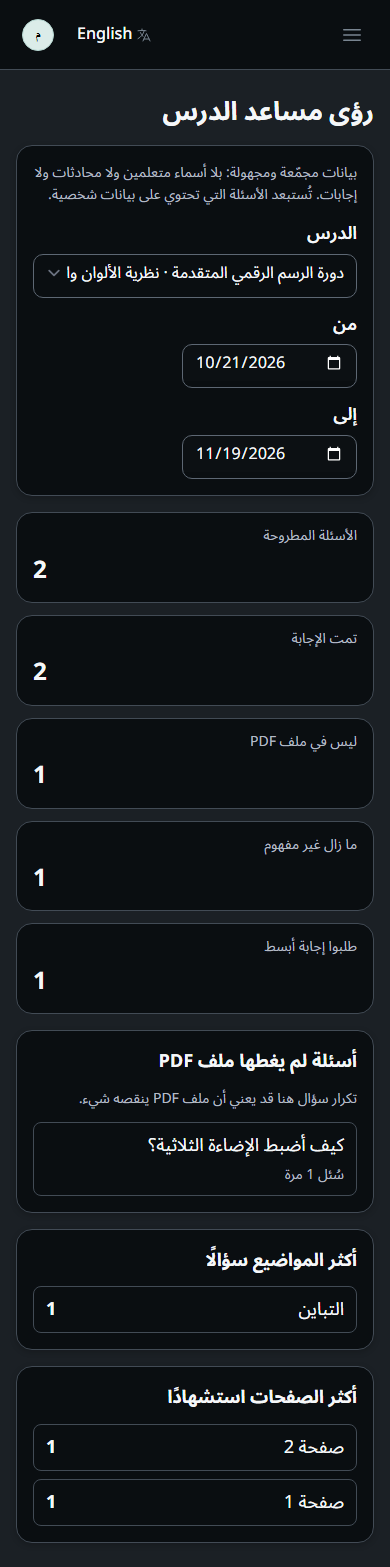 م
English
رؤى مساعد الدرس
بيانات مجمّعة ومجهولة: بلا أسماء متعلمين ولا محادثات ولا
إجابات. تُستبعد الأسئلة التي تحتوي على بيانات شخصية.
الدرس
دورة الرسم الرقمي المتقدمة · نظرية الألوان وا
من
10/21/2026
إلى
11/19/2026
الأسئلة المطروحة
2
تمت الإجابة
2
ليس في ملف PDF
1
ما زال غير مفهوم
1
طلبوا إجابة أبسط
1
أسئلة لم يغطها ملف PDF
تكرار سؤال هنا قد يعني أن ملف PDF ينقصه شيء.
كيف أضبط الإضاءة الثلاثية؟
سُئل 1 مرة
أكثر المواضيع سؤالًا
التباين 1
أكثر الصفحات استشهادًا
صفحة 2 1
صفحة 1 1